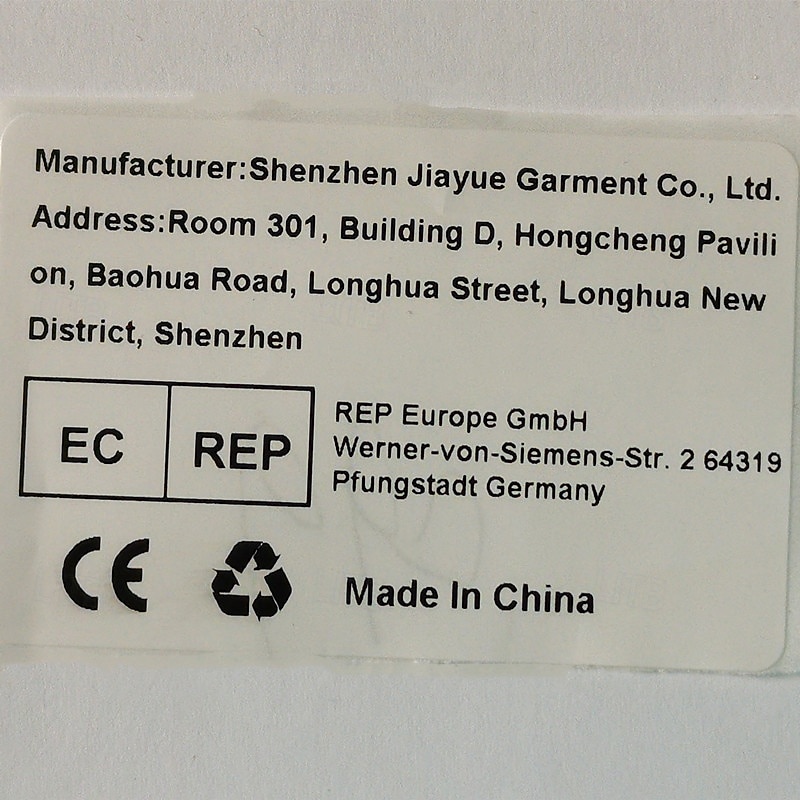 Manufacturer:Shenzhen Jiayue Garment Co., Ltd.
Address:Room 301, Building D, Hongcheng Pavili
on, Baohua Road, Longhua Street, Longhua New
District, Shenzhen
EC REP
REP Europe GmbH
Werner-von-Siemens-Str. 2 64319
Pfungstadt Germany
CE
Made In China